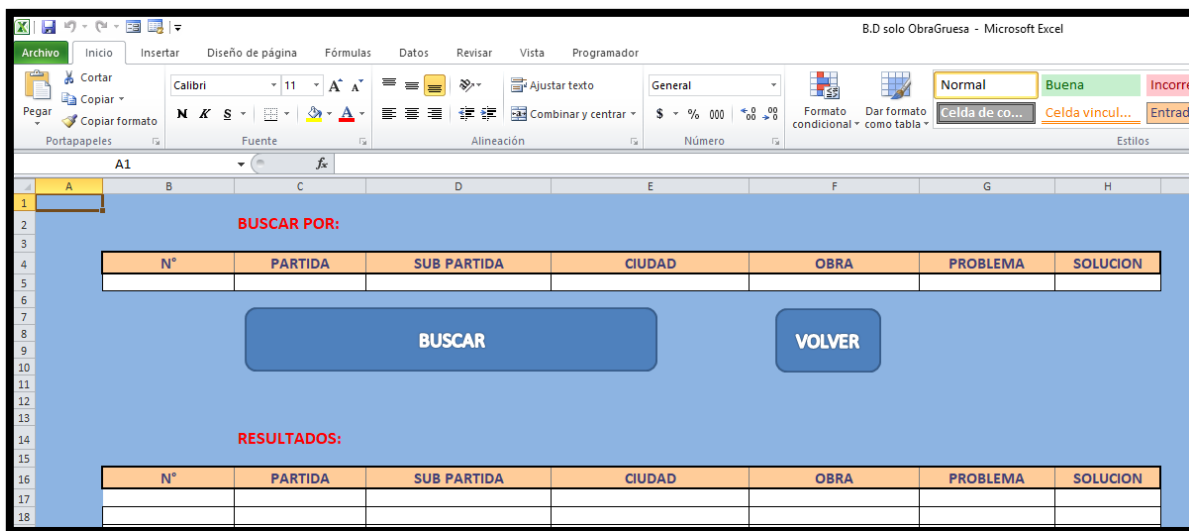 B.D solo ObraGruesa - Microsoft Excel
Archivo Inicio Insertar Diseño de página Fórmulas Datos Revisar Vista Programador
Pegar
Cortar
Copiar
Copiar formato
Portapapeles
Calibri 11 A A
N K S A
Fuente
Ajustar texto
Combinar y centrar
Alineación
General
$ % 000
Número
Formato condicional
Dar formato como tabla
Normal Buena Incorre
Celda de co... Celda vincul... Entrad
Estilos
A1 fx
A B C D E F G H
1
2 BUSCAR POR:
3
4 N° PARTIDA SUB PARTIDA CIUDAD OBRA PROBLEMA SOLUCION
5
6
7
8 BUSCAR VOLVER
9
10
11
12
13
14 RESULTADOS:
15
16 N° PARTIDA SUB PARTIDA CIUDAD OBRA PROBLEMA SOLUCION
17
18